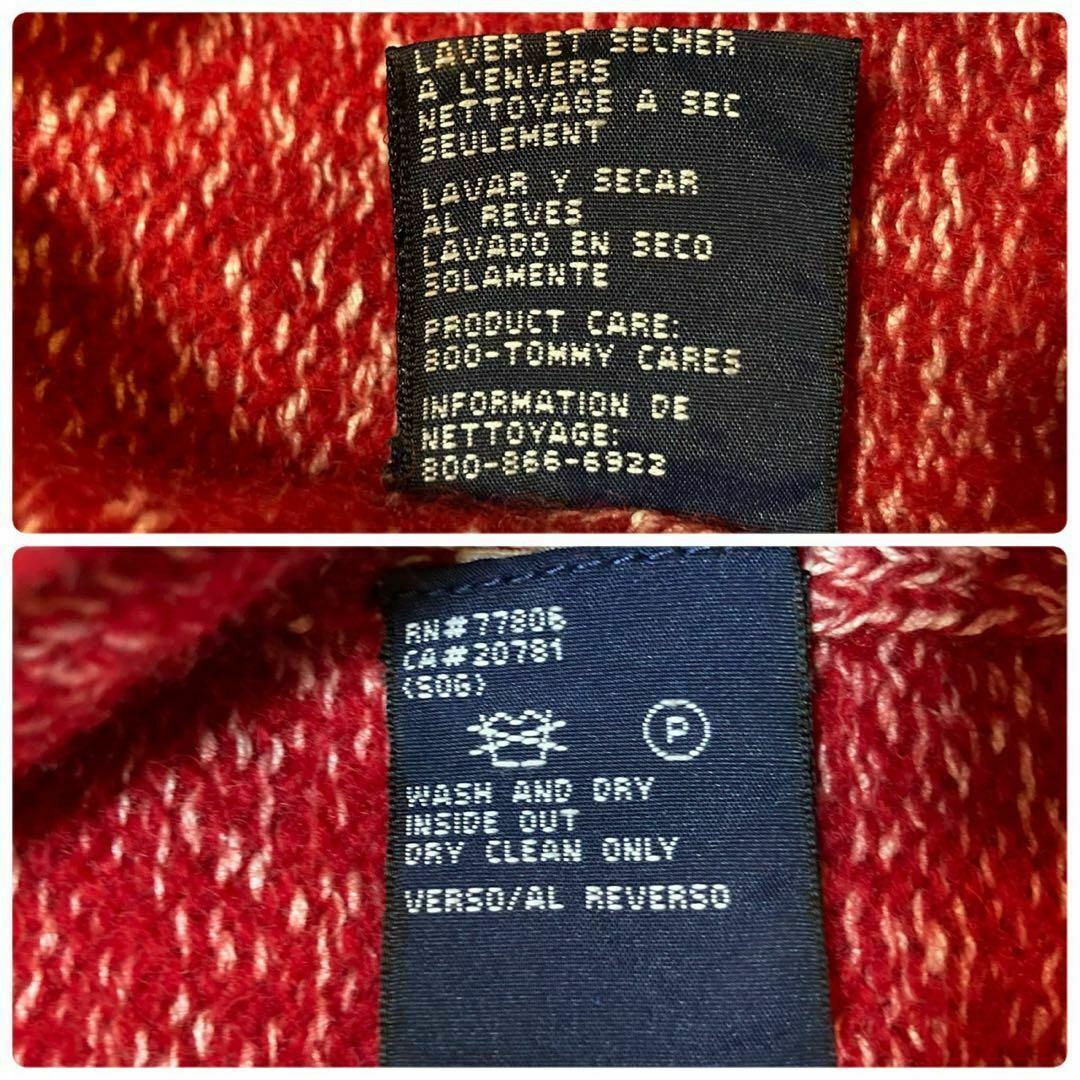 LAVER ET SECHER
A L'ENVERS
NETTOYAGE A SEC
SEULEMENT
LAVAR Y SECAR
AL REVES
LAVADO EN SECO
SOLAMENTE
PRODUCT CARE:
800-TOMMY CARES
INFORMATION DE
NETTOYAGE:
800-866-6922
RN#77806
CA#20781
(SOG)
P
WASH AND DRY
INSIDE OUT
DRY CLEAN ONLY
VERSO/AL REVERSO